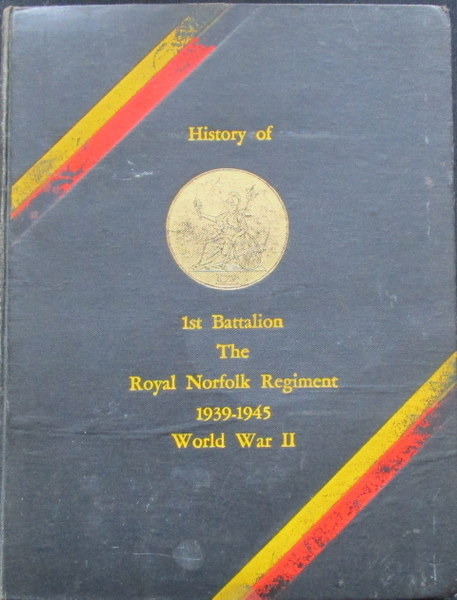 History of
1st Battalion
The
Royal Norfolk Regiment
1939-1945
World War II